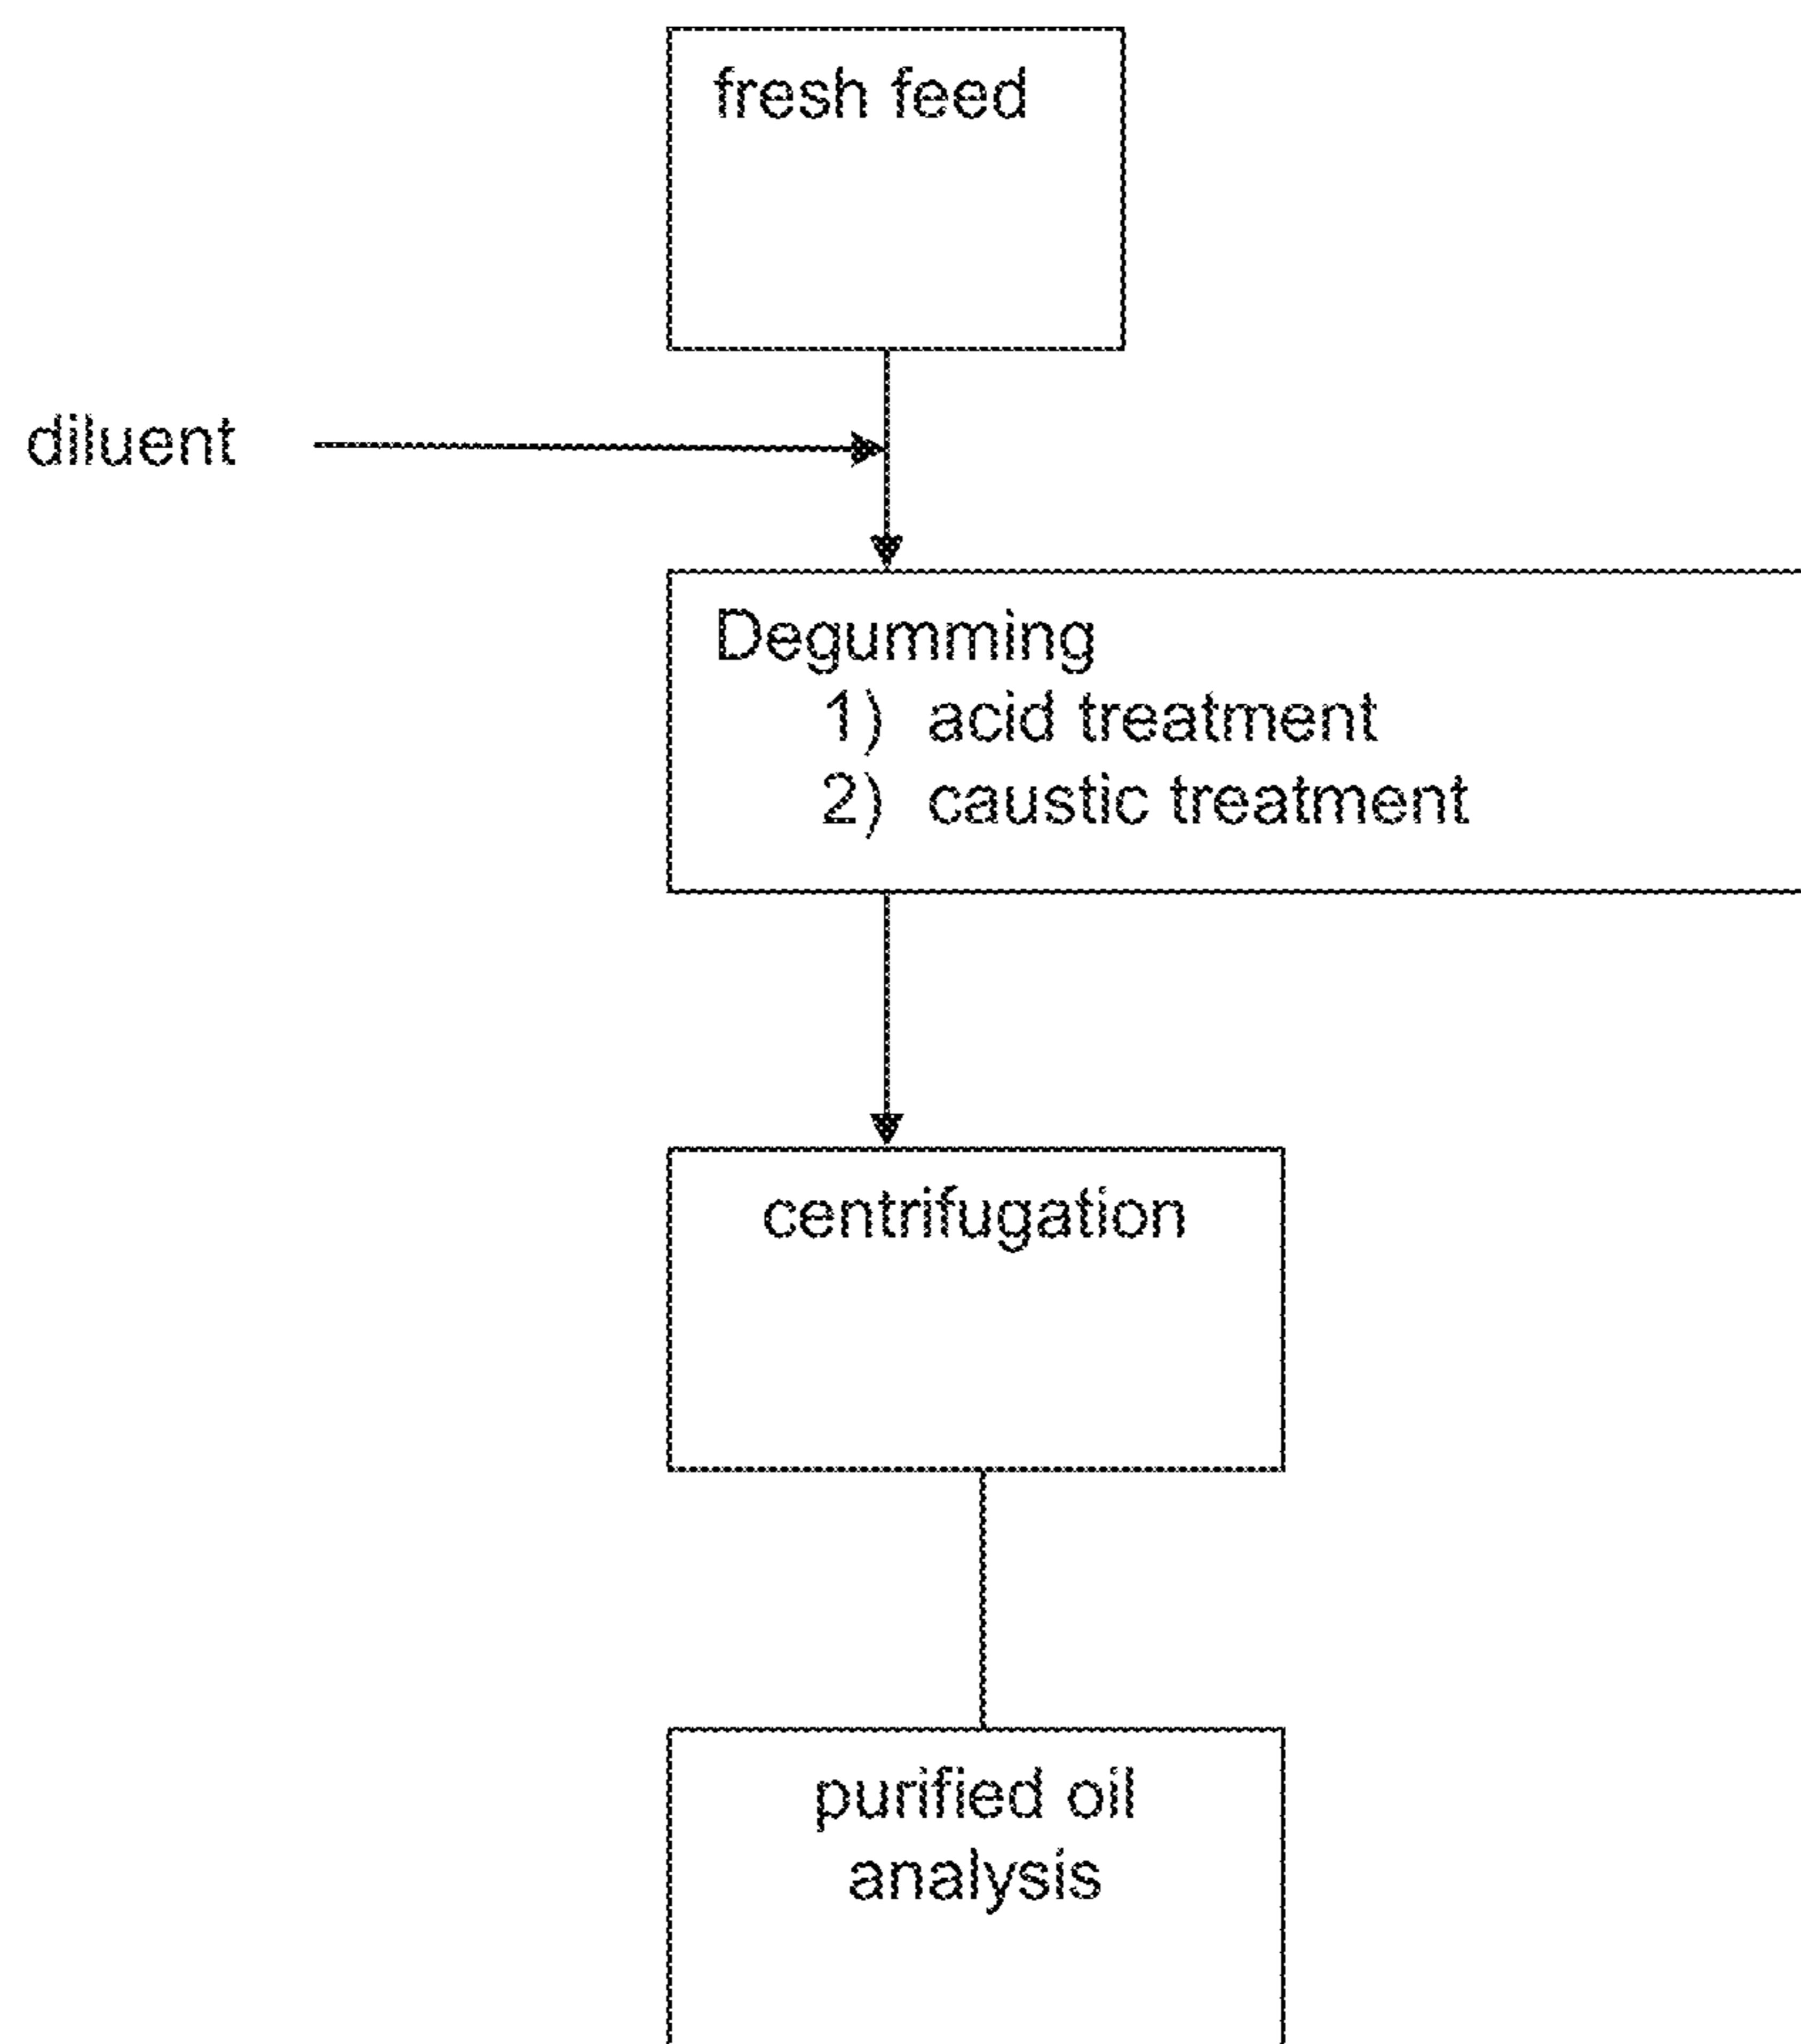 fresh feed
diluent
Degumming
1) acid treatment
2) caustic treatment
centrifugation
purified oil
analysis